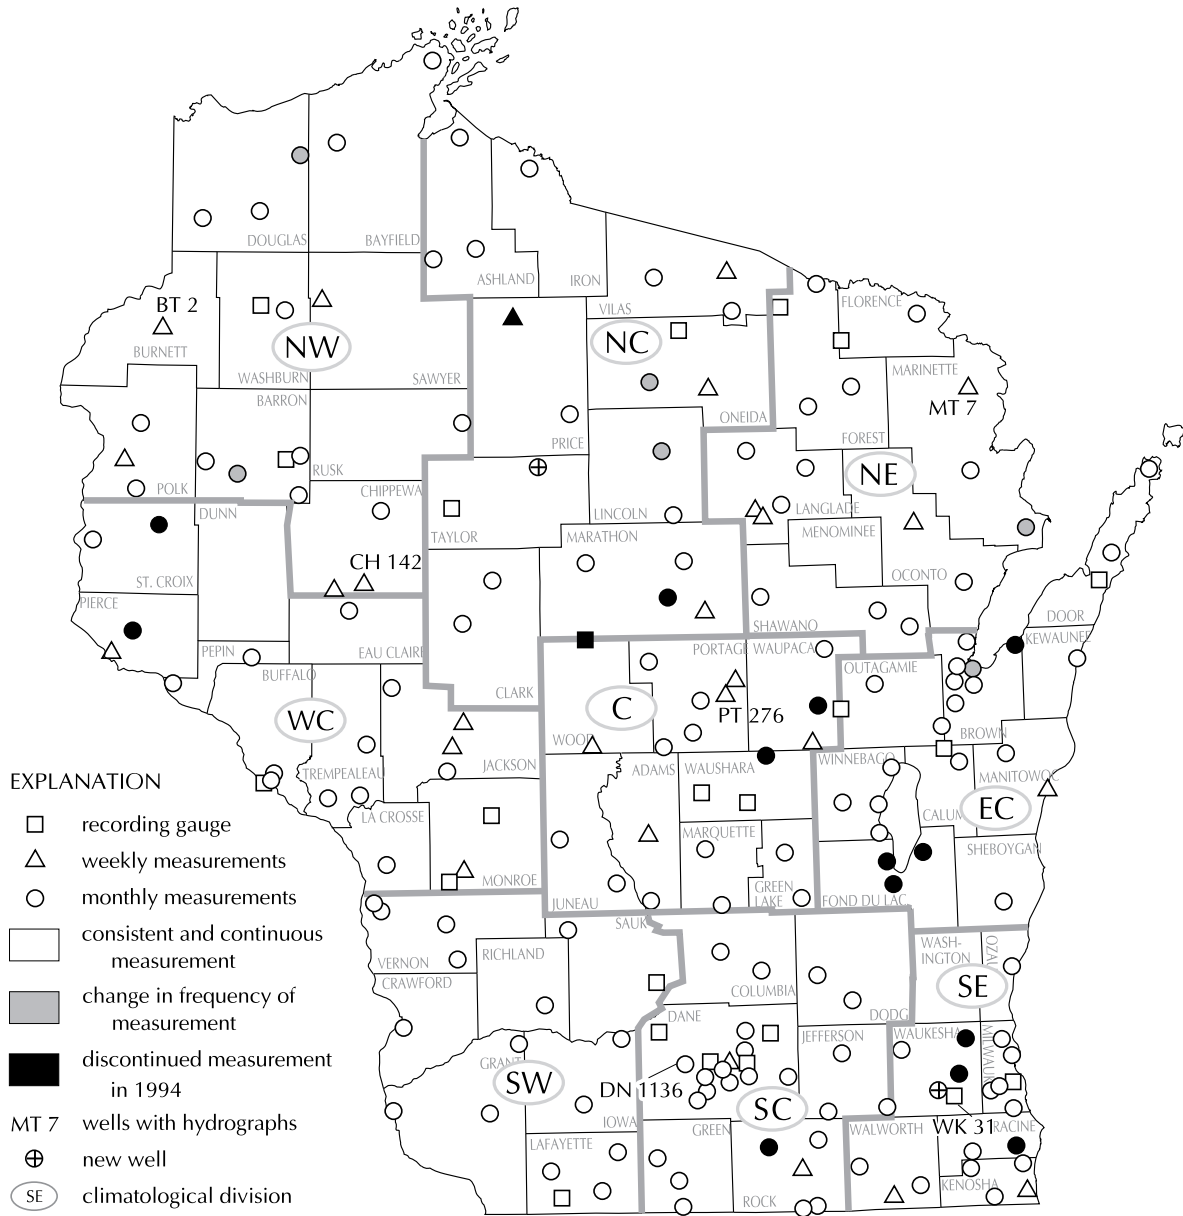 DOUGLAS
BAYFIELD
ASHLAND
IRON
VILAS
FLORENCE
BT 2
BURNETT
NW
WASHBURN
SAWYER
NC
ONEIDA
MARINETTE
MT 7
BARRON
PRICE
FOREST
POLK
RUSK
NE
CHIPPEWA
LINCOLN
LANGLADE
DUNN
TAYLOR
MARATHON
MENOMINEE
ST. CROIX
CH 142
OCONTO
PIERCE
DOOR
SHAWANO
PEPIN
EAU CLAIRE
PORTAGE
WAUPACA
KEWAUNEE
BUFFALO
CLARK
OUTAGAMIE
WC
C
PT 276
WOOD
BROWN
JACKSON
ADAMS
WAUSHARA
WINNEBAGO
TREMPEALEAU
MANITOWOC
EC
CALUM
LA CROSSE
MARQUETTE
SHEBOYGAN
MONROE
JUNEAU
GREEN
LAKE
FOND DU LAC
EXPLANATION
recording gauge
weekly measurements
monthly measurements
consistent and continuous
measurement
change in frequency of
measurement
discontinued measurement
in 1994
MT 7 wells with hydrographs
new well
SE climatological division
SAUK
VERNON
RICHLAND
WASH-
INGTON
OZAU
CRAWFORD
COLUMBIA
SE
DODG
DANE
JEFFERSON
WAUKESHA
MILWAUK
GRANT
SW
DN 1136
SC
IOWA
GREEN
WALWORTH
WK 31
RACINE
LAFAYETTE
ROCK
KENOSHA